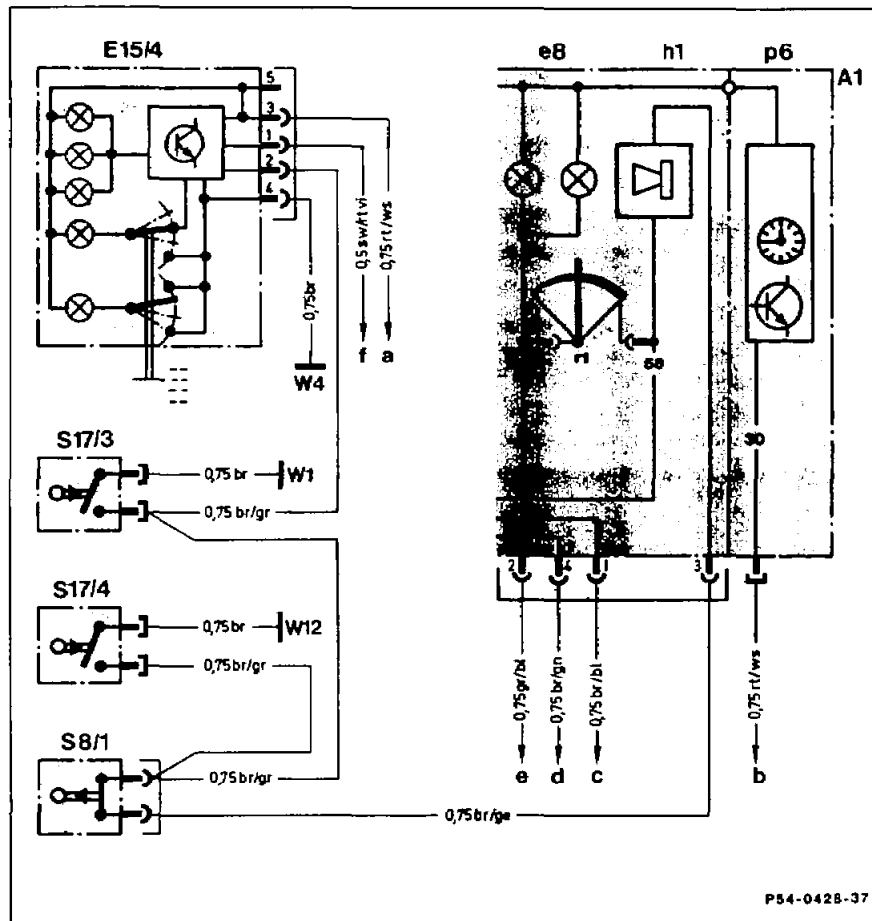 E15/4
e8 h1 p6
A1
5
3
1
2
4
0,75 br
0,5 sw/rtvi
0,75 rt/ws
f a
W4
r1
58
30
S17/3
0,75 br
W1
0,75 br/gr
2 4 1 3
S17/4
0,75 br
W12
0,75 br/gr
0,75 gr/bl
0,75 br/gn
0,75 br/bl
0,75 rt/ws
S8/1
0,75 br/gr
e d c b
0,75 br/ge
P54-0428-37